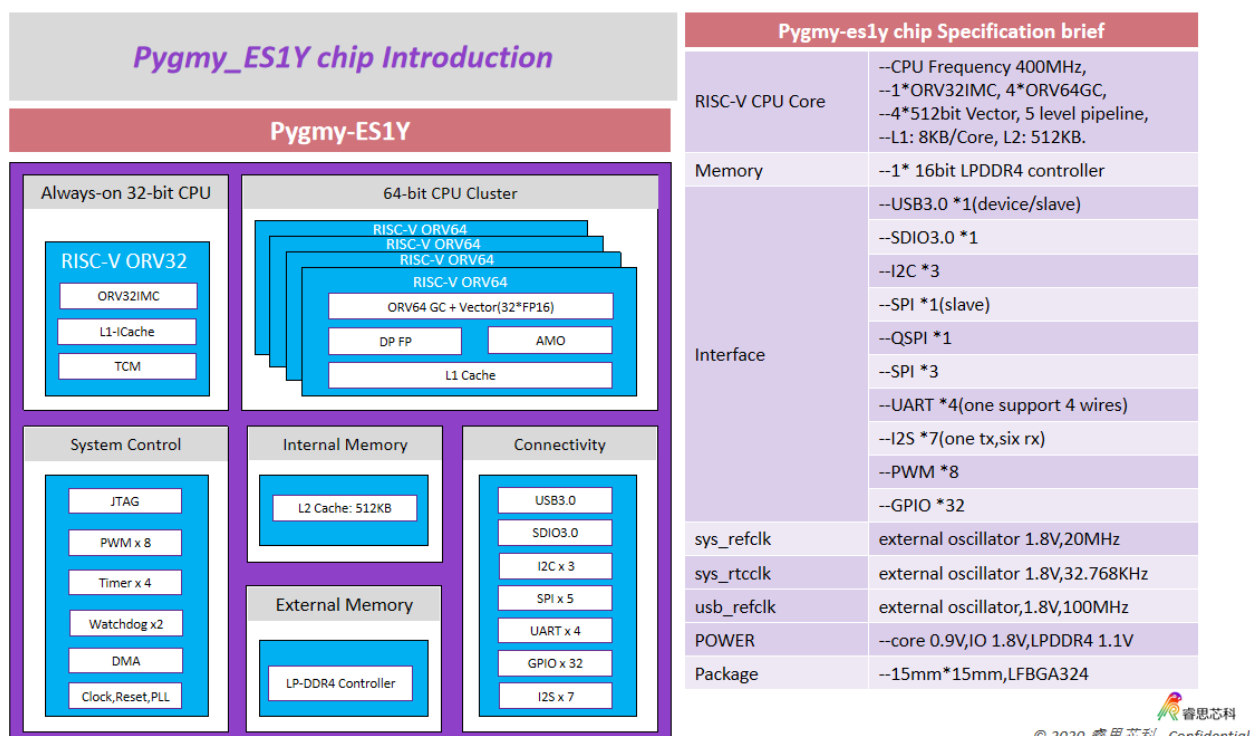 Pygmy_ES1Y chip Introduction
Pygmy-ES1Y
Always-on 32-bit CPU
RISC-V ORV32
ORV32IMC
L1-ICache
TCM
64-bit CPU Cluster
RISC-V ORV64
RISC-V ORV64
RISC-V ORV64
RISC-V ORV64
ORV64 GC + Vector(32*FP16)
DP FP
AMO
L1 Cache
System Control
JTAG
PWM x 8
Timer x 4
Watchdog x2
DMA
Clock,Reset,PLL
Internal Memory
L2 Cache: 512KB
External Memory
LP-DDR4 Controller
Connectivity
USB3.0
SDIO3.0
I2C x 3
SPI x 5
UART x 4
GPIO x 32
I2S x 7
Pygmy-es1y chip Specification brief
RISC-V CPU Core
--CPU Frequency 400MHz,
--1*ORV32IMC, 4*ORV64GC,
--4*512bit Vector, 5 level pipeline,
--L1: 8KB/Core, L2: 512KB.
Memory
--1* 16bit LPDDR4 controller
Interface
--USB3.0 *1(device/slave)
--SDIO3.0 *1
--I2C *3
--SPI *1(slave)
--QSPI *1
--SPI *3
--UART *4(one support 4 wires)
--I2S *7(one tx,six rx)
--PWM *8
--GPIO *32
sys_refclk
external oscillator 1.8V,20MHz
sys_rtcclk
external oscillator 1.8V,32.768KHz
usb_refclk
external oscillator,1.8V,100MHz
POWER
--core 0.9V,IO 1.8V,LPDDR4 1.1V
Package
--15mm*15mm,LFBGA324
睿思芯科
© 2020 睿思芯科 Confidential